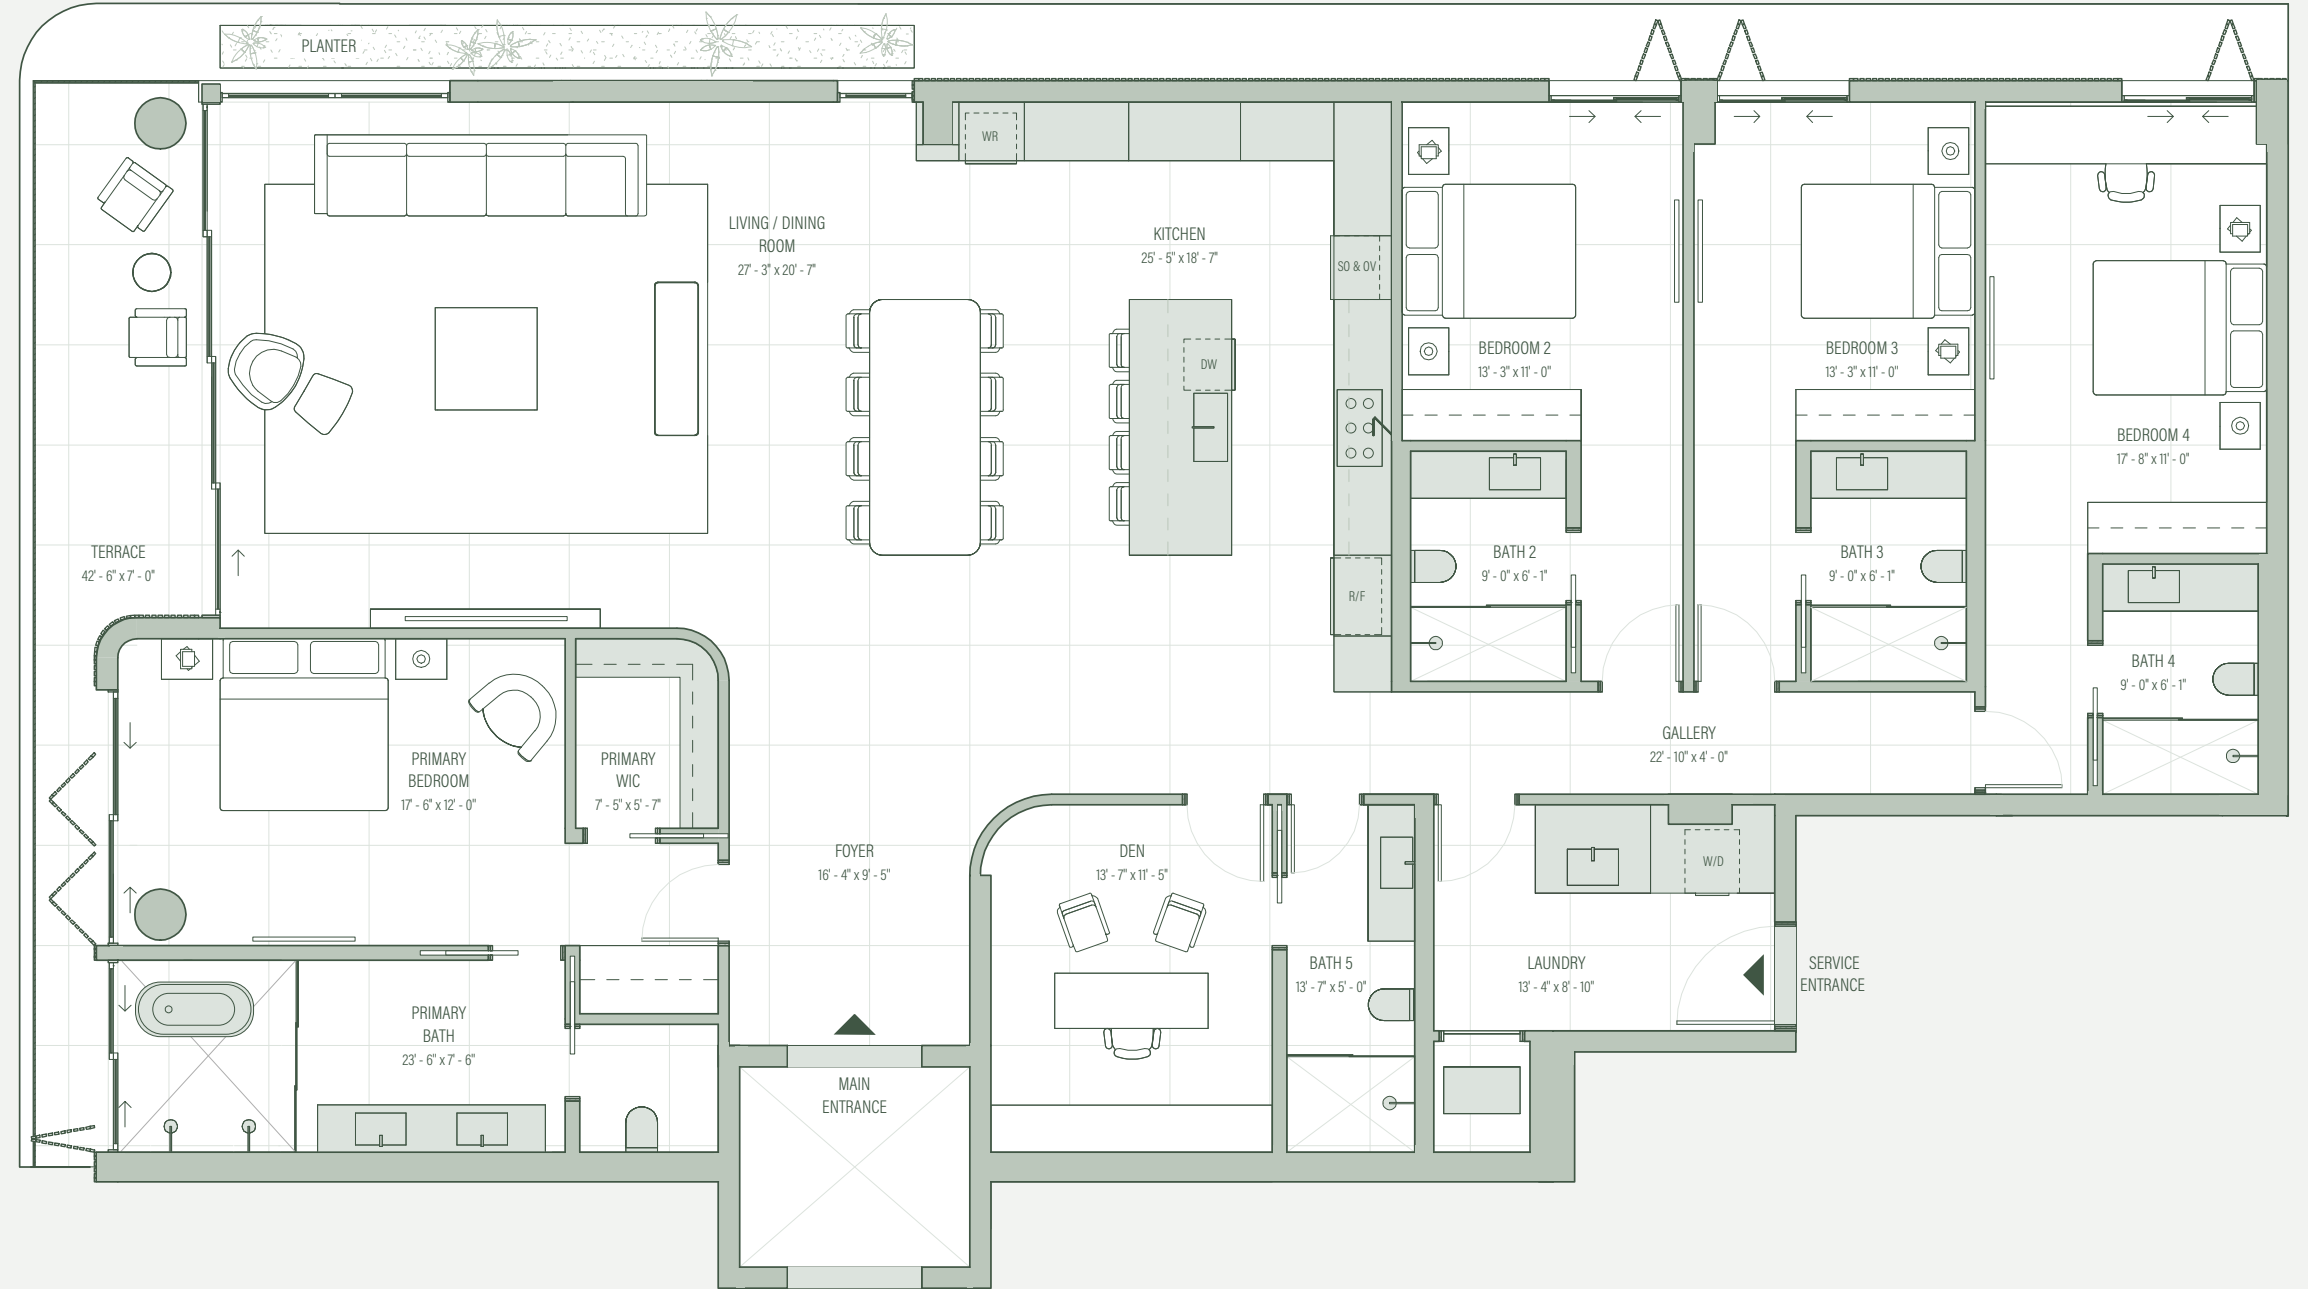 PLANTER
WR
LIVING / DINING
ROOM
27' - 3" x 20' - 7"
KITCHEN
25' - 5" x 18' - 7"
SO & OV
DW
R/F
BEDROOM 2
13' - 3" x 11' - 0"
BEDROOM 3
13' - 3" x 11' - 0"
BEDROOM 4
17' - 8" x 11' - 0"
TERRACE
42' - 6" x 7' - 0"
BATH 2
9' - 0" x 6' - 1"
BATH 3
9' - 0" x 6' - 1"
BATH 4
9' - 0" x 6' - 1"
GALLERY
22' - 10" x 4' - 0"
PRIMARY
BEDROOM
17' - 6" x 12' - 0"
PRIMARY
WIC
7' - 5" x 5' - 7"
FOYER
16' - 4" x 9' - 5"
DEN
13' - 7" x 11' - 5"
W/D
BATH 5
13' - 7" x 5' - 0"
LAUNDRY
13' - 4" x 8' - 10"
SERVICE
ENTRANCE
PRIMARY
BATH
23' - 6" x 7' - 6"
MAIN
ENTRANCE